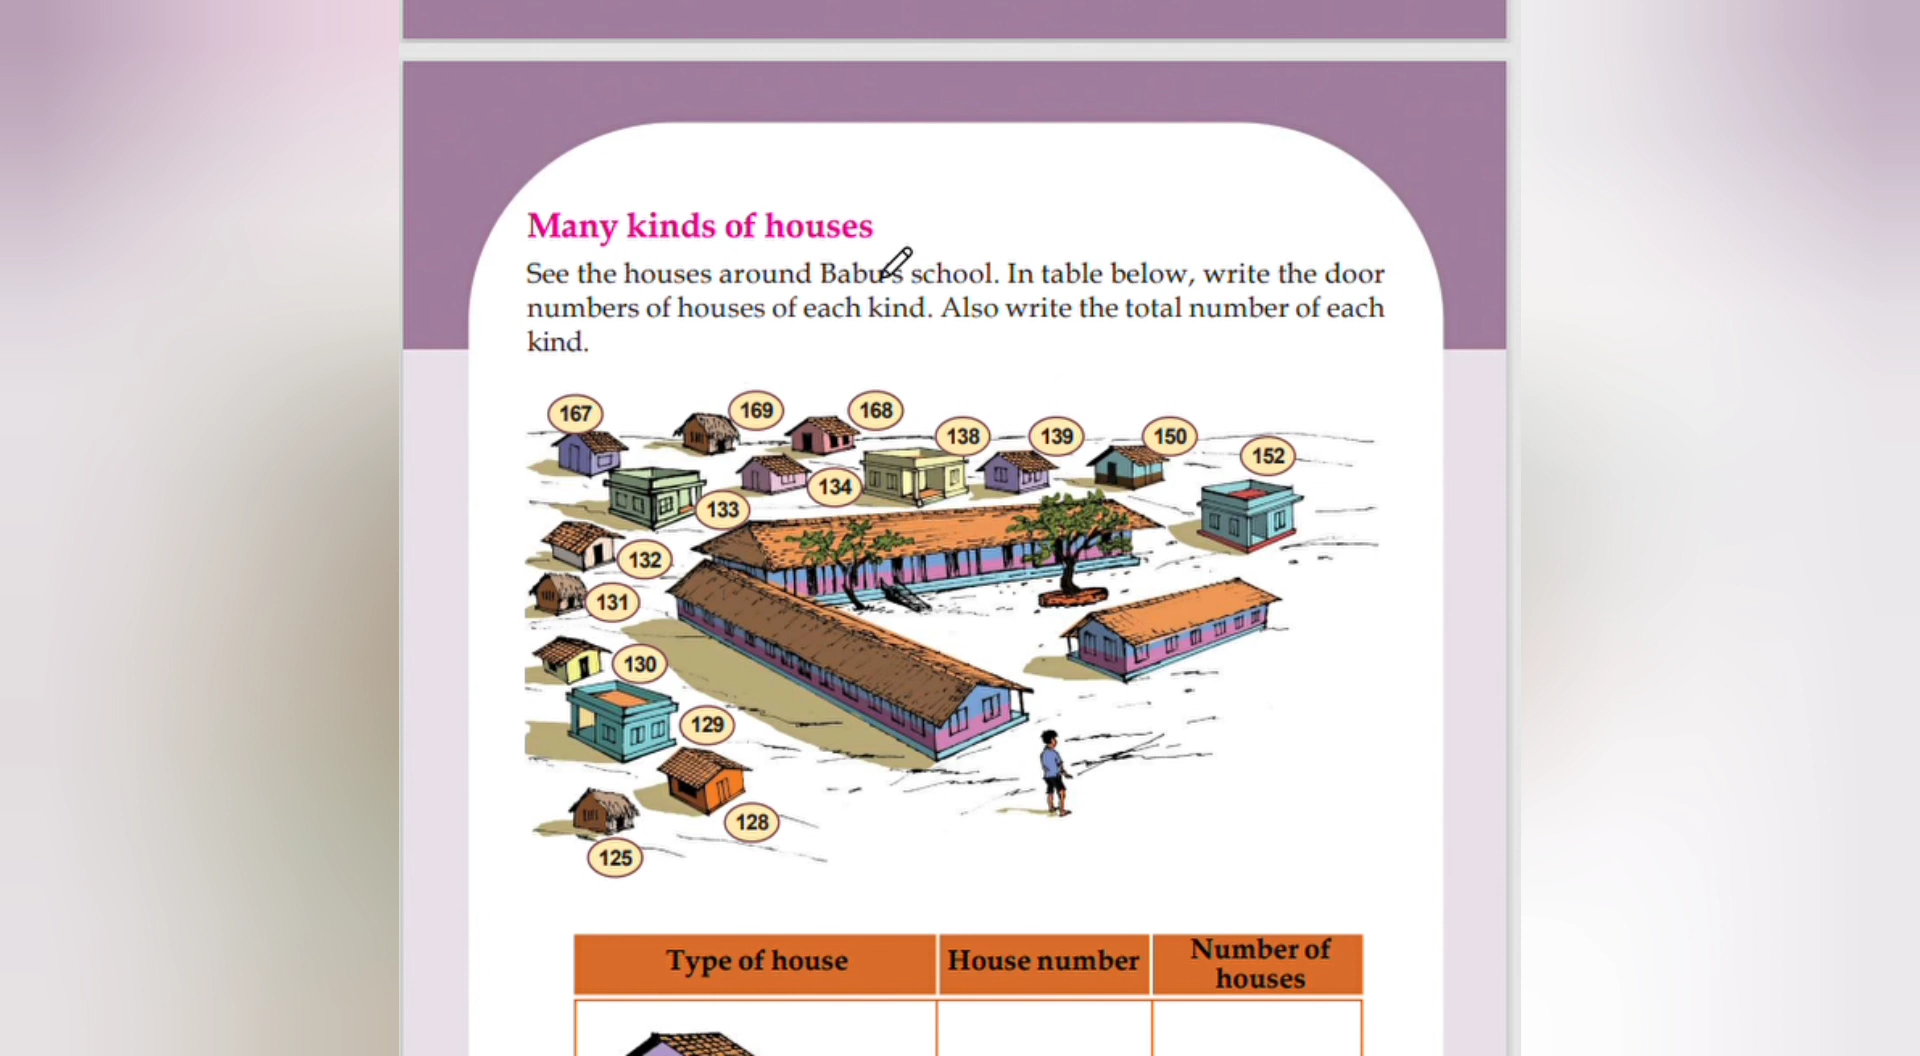 Many kinds of houses
See the houses around Babu's school. In table below, write the door
numbers of houses of each kind. Also write the total number of each
kind.
167
169
168
138
139
150
152
134
133
132
131
130
129
128
125
Type of house
House number
Number of
houses